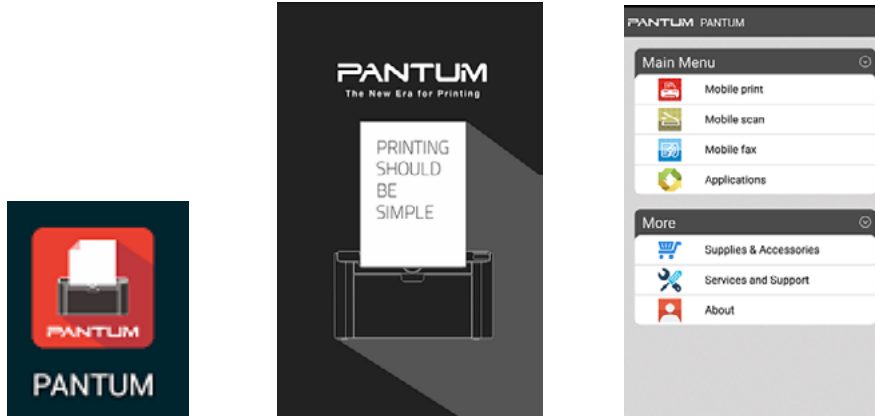 PANTUM
PANTUM
PANTUM
The New Era for Printing
PRINTING
SHOULD
BE
SIMPLE
PANTUM PANTUM
Main Menu
Mobile print
Mobile scan
Mobile fax
Applications
More
Supplies & Accessories
Services and Support
About